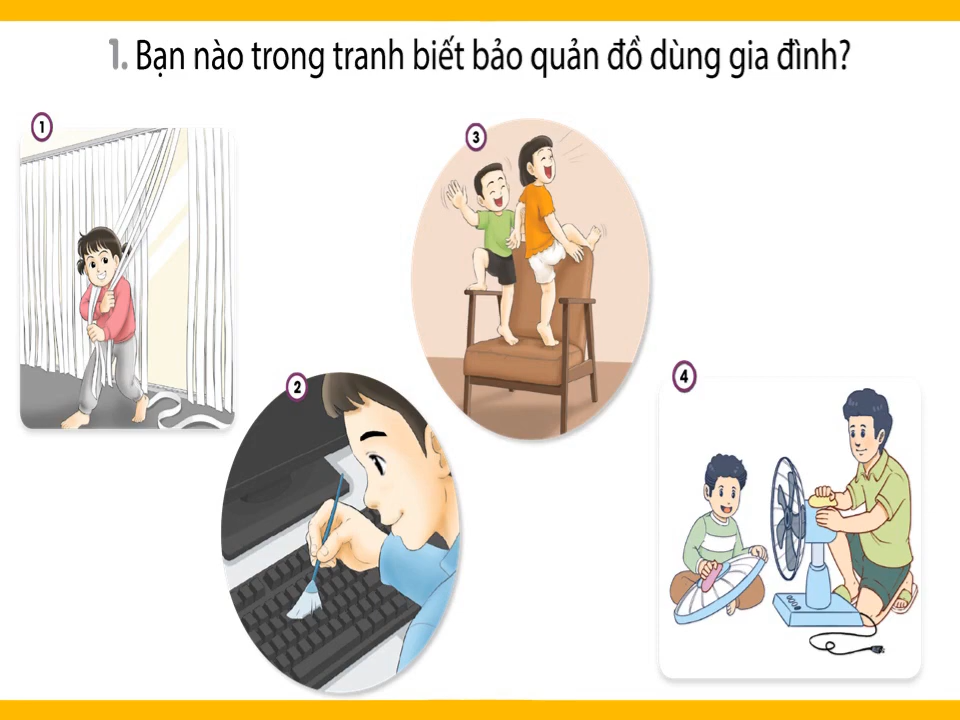 1. Bạn nào trong tranh biết bảo quản đồ dùng gia đình?
1
3
2
4